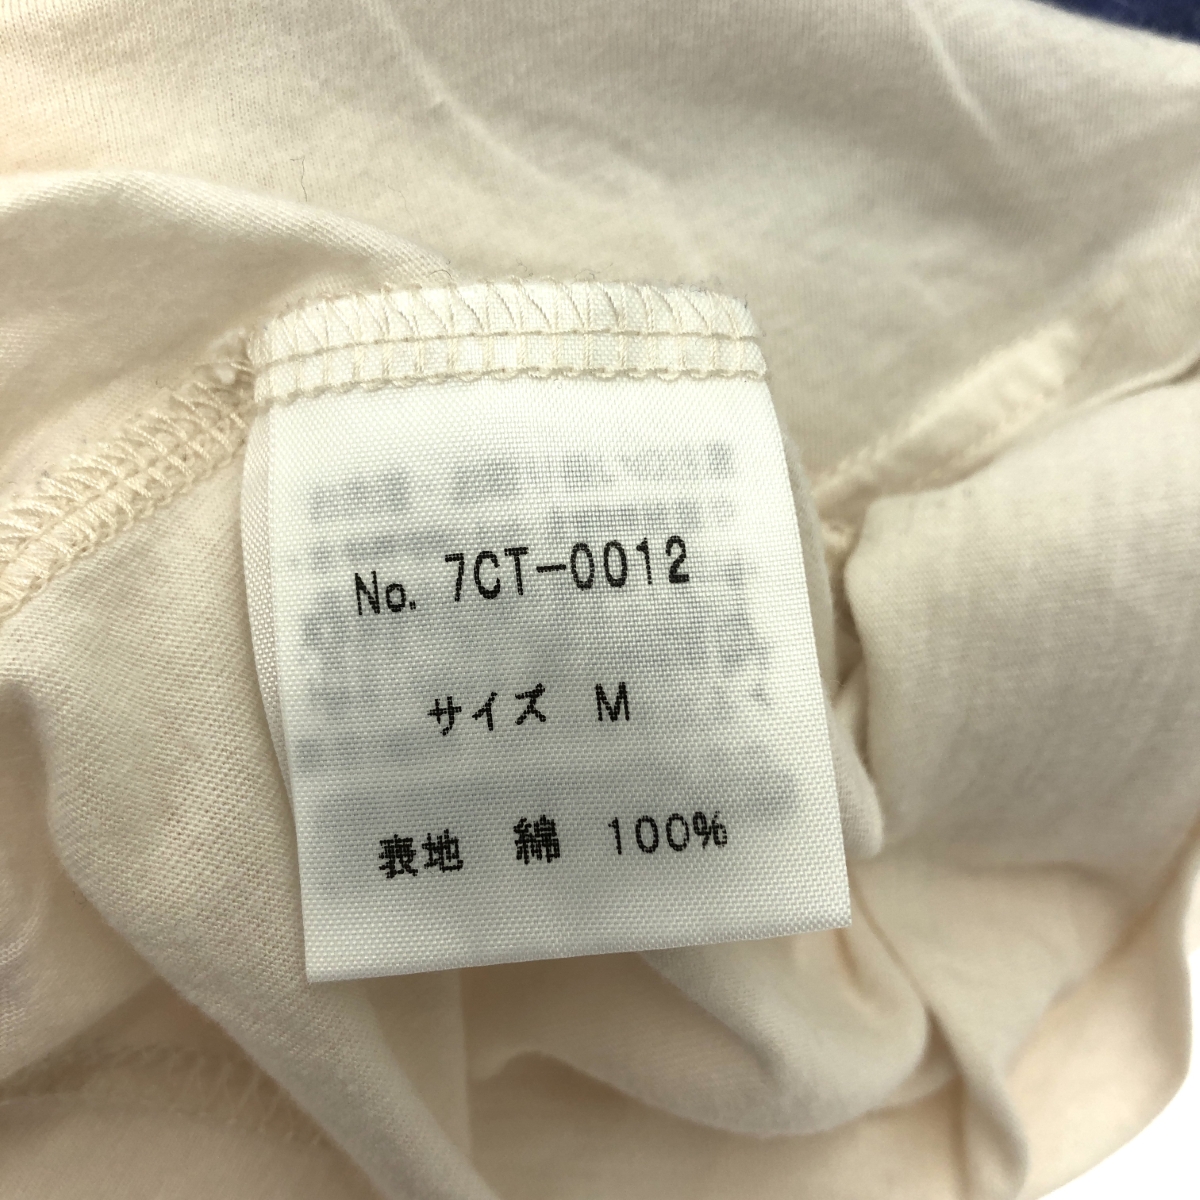 No. 7CT-0012
サイズ M
表地 綿 100%